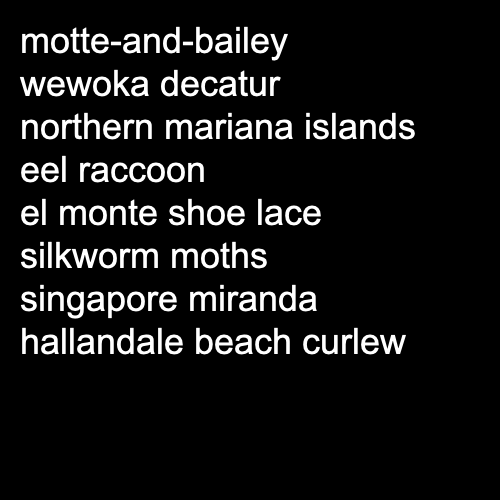 motte-and-bailey
wewoka decatur
northern mariana islands
eel raccoon
el monte shoe lace
silkworm moths
singapore miranda
hallandale beach curlew